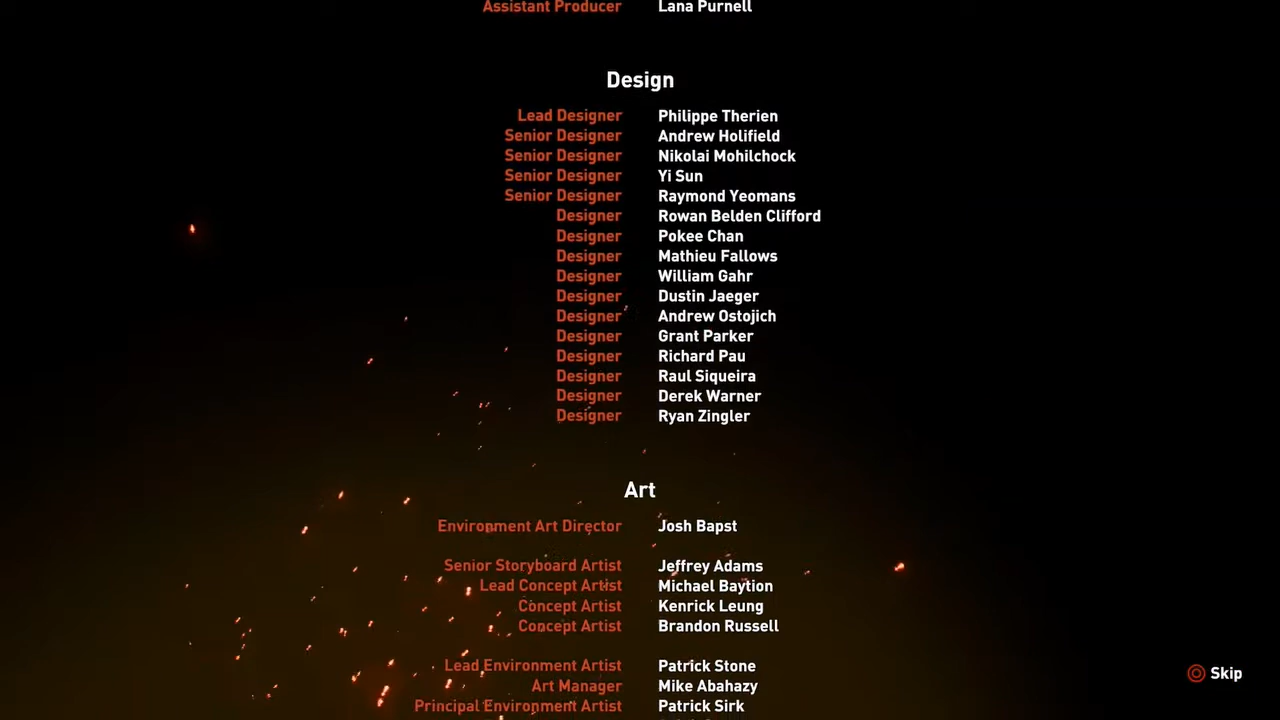 Assistant Producer Lana Purnell
Design
Lead Designer Philippe Therien
Senior Designer Andrew Holifield
Senior Designer Nikolai Mohilchock
Senior Designer Yi Sun
Senior Designer Raymond Yeomans
Designer Rowan Belden Clifford
Designer Pokee Chan
Designer Mathieu Fallows
Designer William Gahr
Designer Dustin Jaeger
Designer Andrew Ostojich
Designer Grant Parker
Designer Richard Pau
Designer Raul Siqueira
Designer Derek Warner
Designer Ryan Zingler
Art
Environment Art Director Josh Bapst
Senior Storyboard Artist Jeffrey Adams
Lead Concept Artist Michael Baytion
Concept Artist Kenrick Leung
Concept Artist Brandon Russell
Lead Environment Artist Patrick Stone
Art Manager Mike Abahazy
Principal Environment Artist Patrick Sirk
Skip